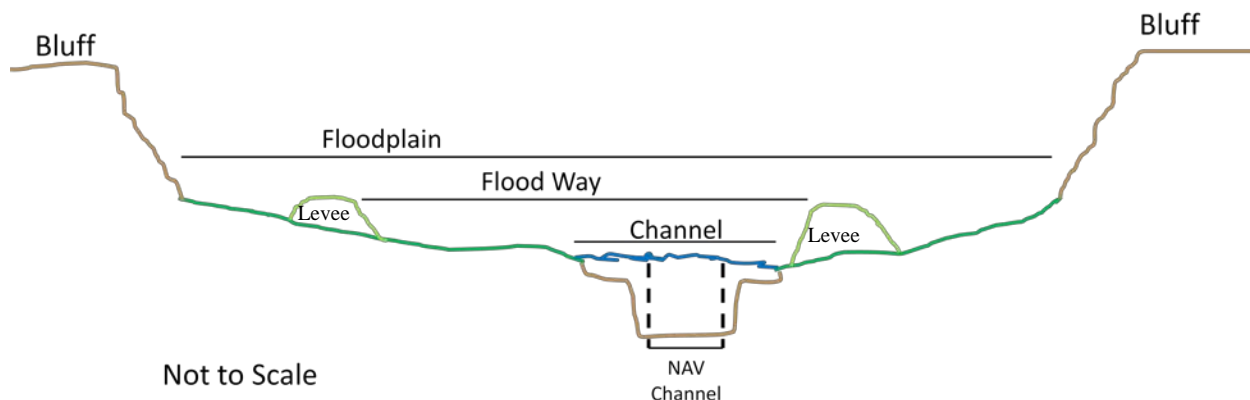 Bluff
Bluff
Floodplain
Flood Way
Levee
Channel
Levee
NAV
Channel
Not to Scale